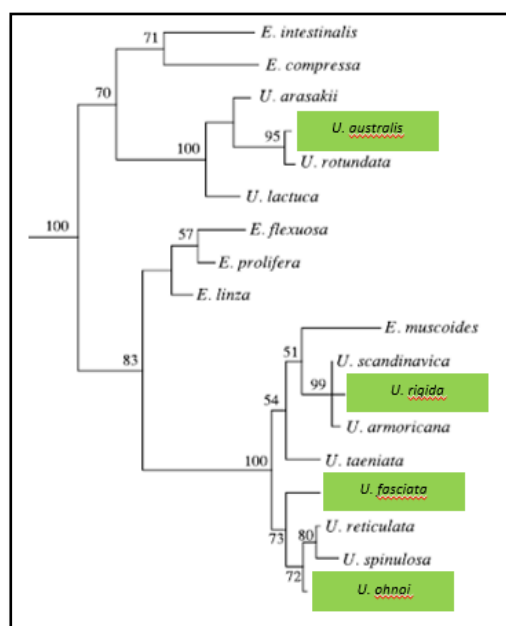 71
E. intestinalis
E. compressa
70
U. arasakii
95
U. australis
U. rotundata
100
U. lactuca
100
57
E. flexuosa
E. prolifera
E. linza
83
51
E. muscoides
U. scandinavica
99
U. rigida
U. armoricana
54
100
U. taeniata
U. fasciata
73
80
U. reticulata
U. spinulosa
72
U. ohnoi